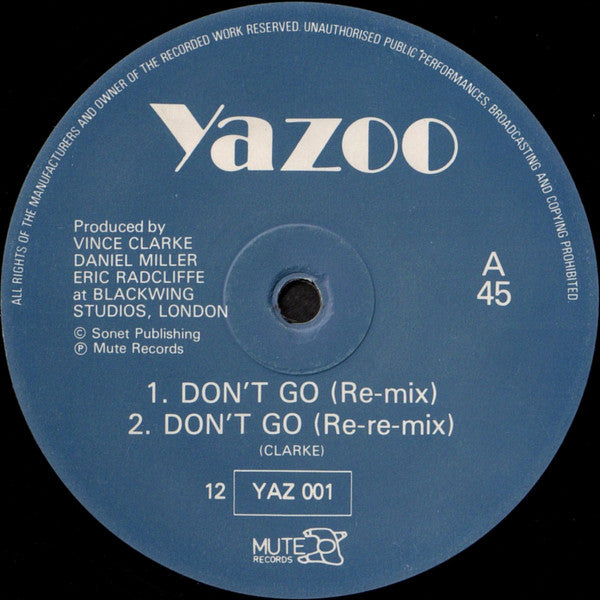 ALL RIGHTS OF THE MANUFACTURERS AND OWNER OF THE RECORDED WORK RESERVED. UNAUTHORISED PUBLIC PERFORMANCES, BROADCASTING AND COPYING PROHIBITED.
Yazoo
Produced by
VINCE CLARKE
DANIEL MILLER
ERIC RADCLIFFE
at BLACKWING
STUDIOS, LONDON
© Sonet Publishing
℗ Mute Records
A
45
1. DON'T GO (Re-mix)
2. DON'T GO (Re-re-mix)
(CLARKE)
12 YAZ 001
MUTE
RECORDS